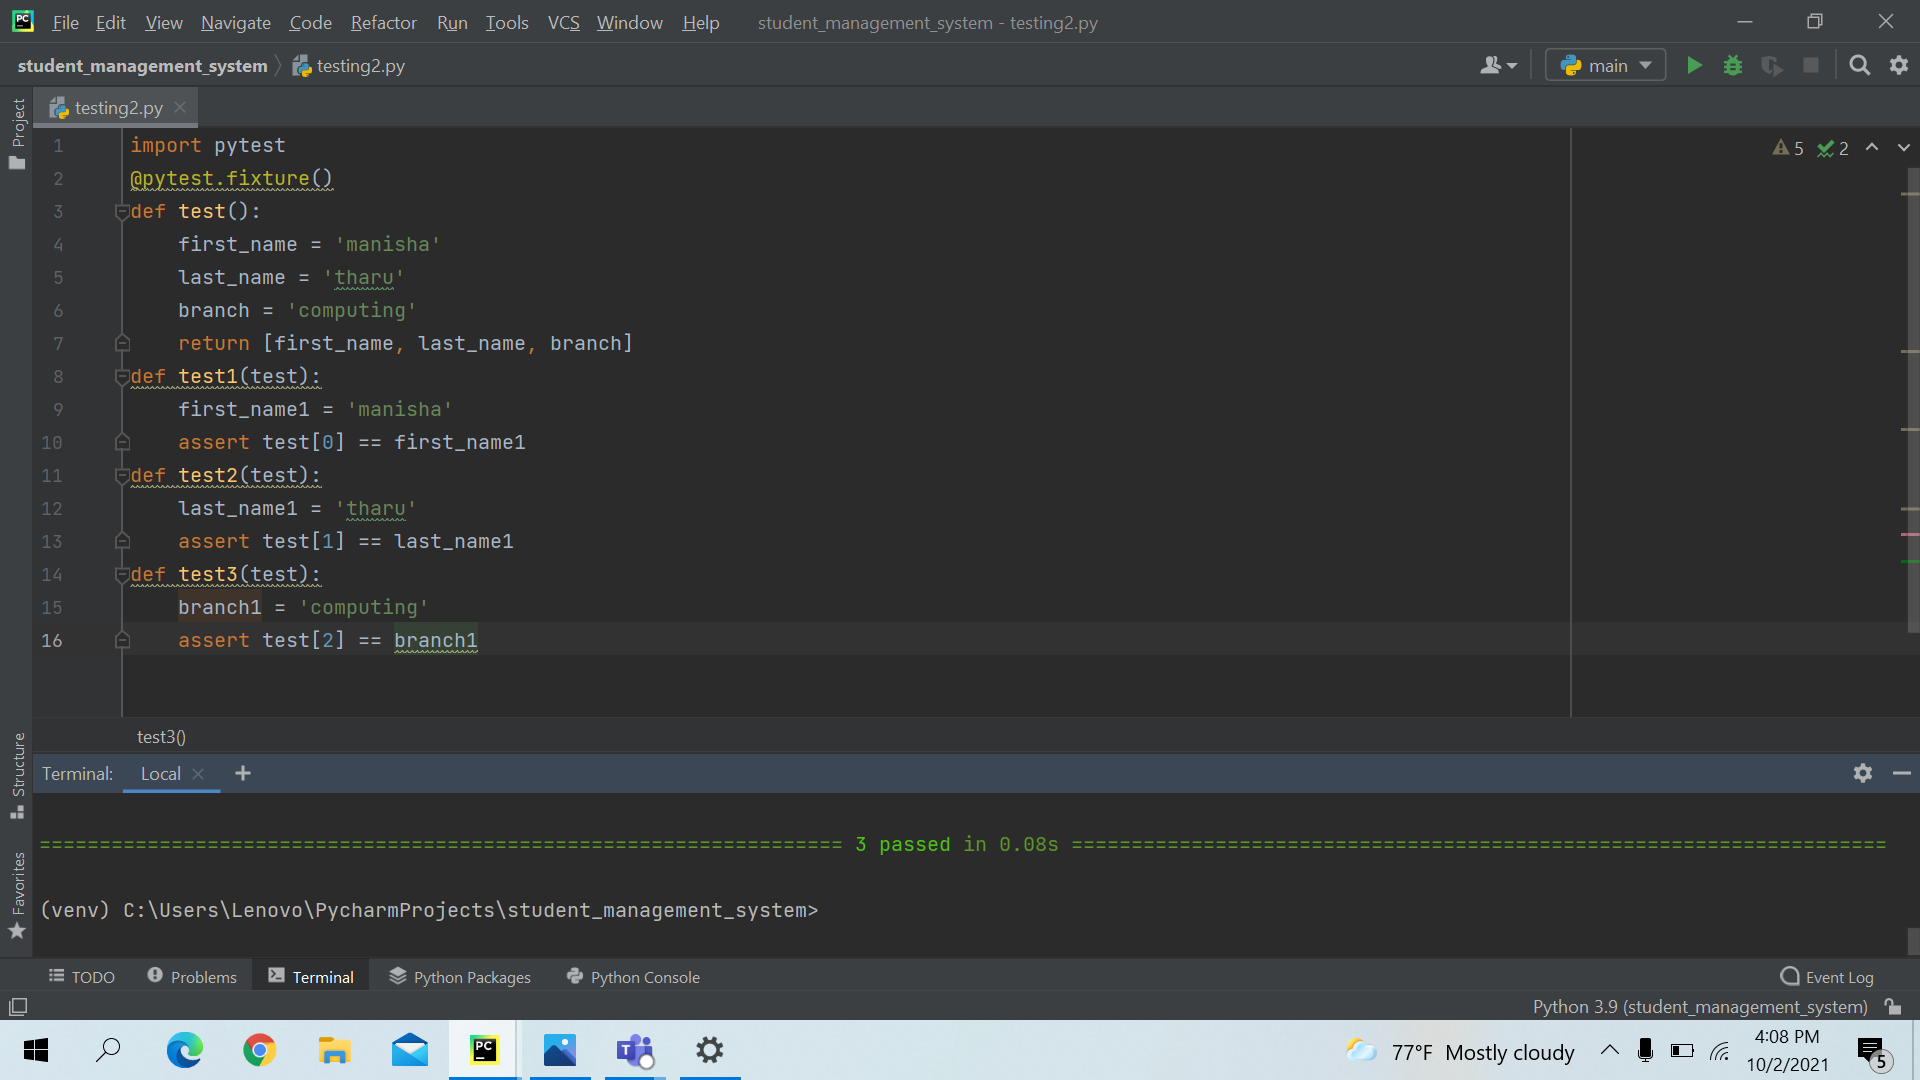 PC File Edit View Navigate Code Refactor Run Tools VCS Window Help student_management_system - testing2.py
student_management_system testing2.py main
Project
testing2.py
5 2
1 import pytest
2 @pytest.fixture()
3 def test():
4 first_name = 'manisha'
5 last_name = 'tharu'
6 branch = 'computing'
7 return [first_name, last_name, branch]
8 def test1(test):
9 first_name1 = 'manisha'
10 assert test[0] == first_name1
11 def test2(test):
12 last_name1 = 'tharu'
13 assert test[1] == last_name1
14 def test3(test):
15 branch1 = 'computing'
16 assert test[2] == branch1
test3()
Structure
Favorites
Terminal: Local
=================================================================== 3 passed in 0.08s ====================================================================
(venv) C:\Users\Lenovo\PycharmProjects\student_management_system>
TODO Problems Terminal Python Packages Python Console Event Log
Python 3.9 (student_management_system)
PC T 77°F Mostly cloudy 4:08 PM
10/2/2021 5